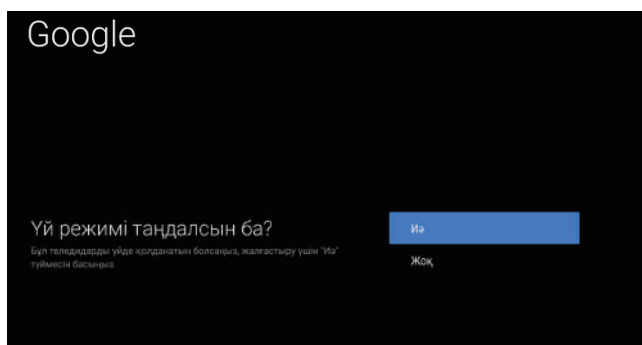 Google
Үй режимі таңдалсын ба?
Бұл теледидарды үйде қолданатын болсаңыз, жалғастыру үшін "Иә"
түймесін басыңыз.
Иә
Жоқ